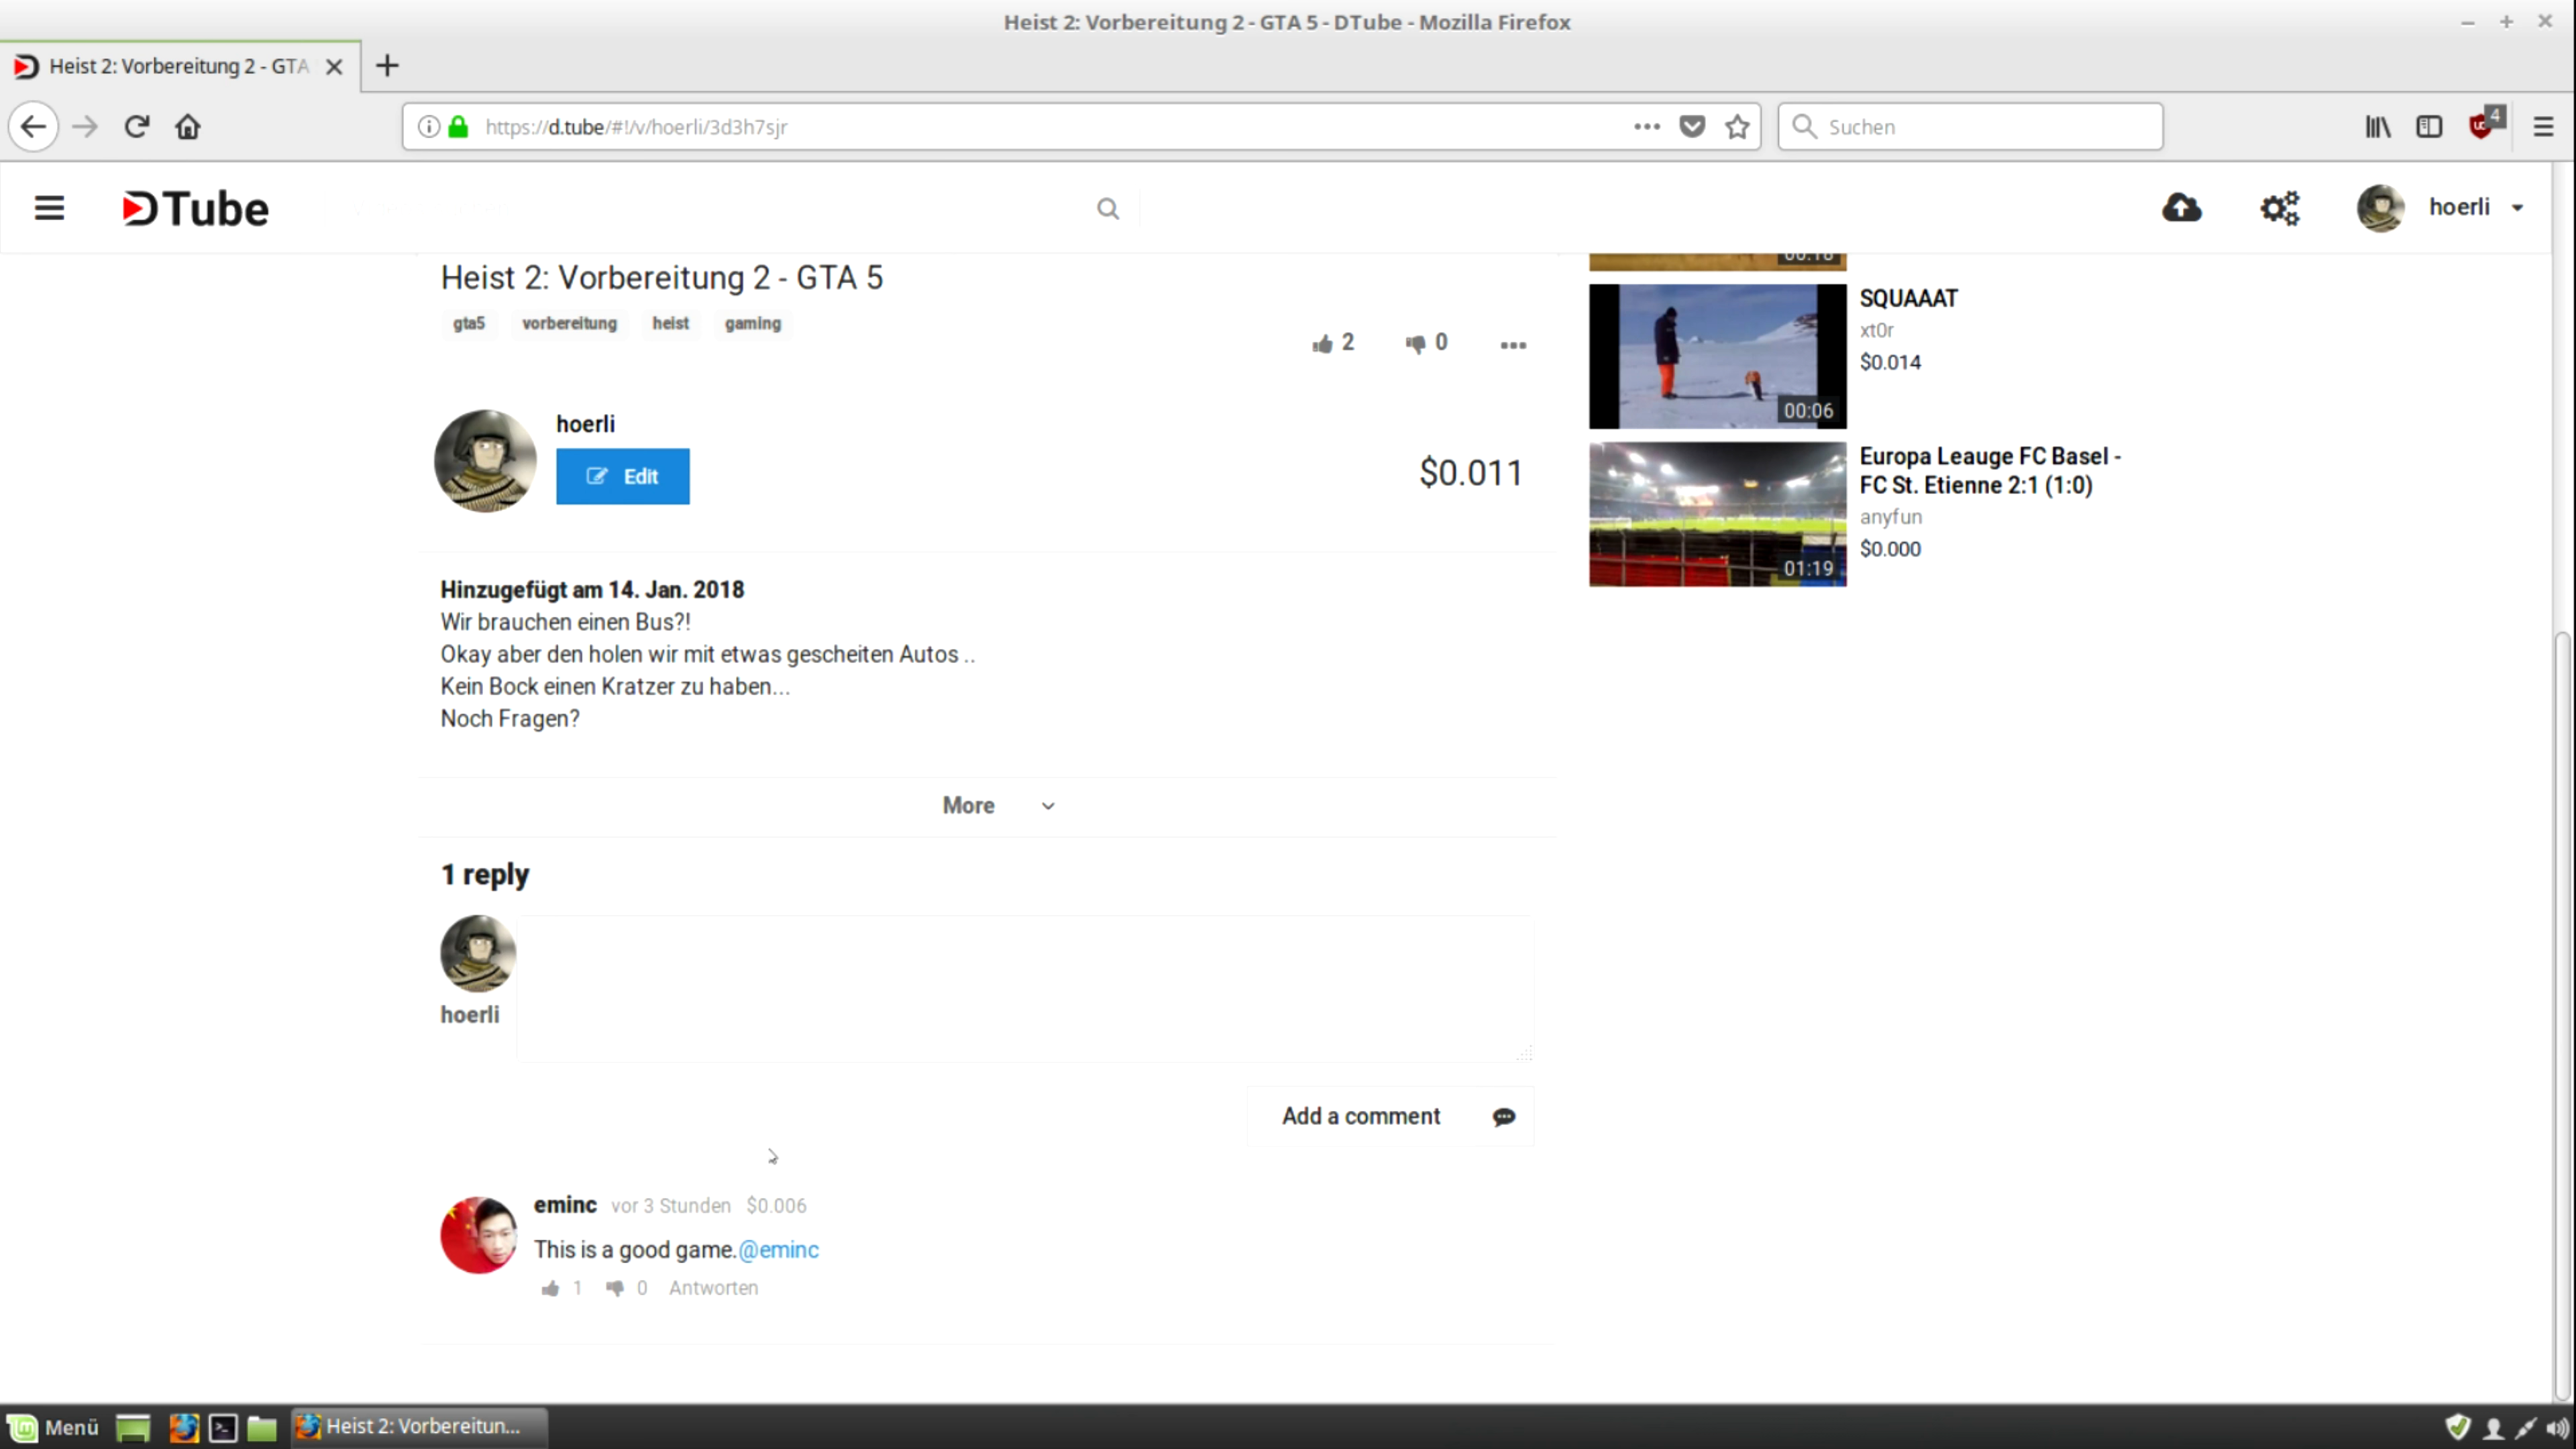 Heist 2: Vorbereitung 2 - GTA 5 - DTube - Mozilla Firefox
Heist 2: Vorbereitung 2 - GTA
https://d.tube/#!/v/hoerli/3d3h7sjr
Suchen
4
DTube
hoerli
Heist 2: Vorbereitung 2 - GTA 5
gta5 vorbereitung heist gaming
2 0
hoerli
Edit
$0.011
Hinzugefügt am 14. Jan. 2018
Wir brauchen einen Bus?!
Okay aber den holen wir mit etwas gescheiten Autos ..
Kein Bock einen Kratzer zu haben...
Noch Fragen?
More
1 reply
hoerli
Add a comment
eminc vor 3 Stunden $0.006
This is a good game.@eminc
1 0 Antworten
SQUAAAT
xt0r
$0.014
00:06
Europa Leauge FC Basel -
FC St. Etienne 2:1 (1:0)
anyfun
$0.000
01:19
Menü
Heist 2: Vorbereitun...